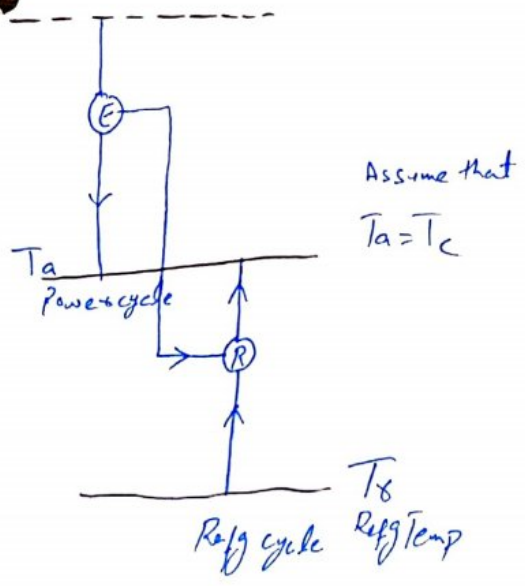 E
Assume that
Ta = Tc
Ta
Power cycle
R
Tr
Refg cycle Refg Temp